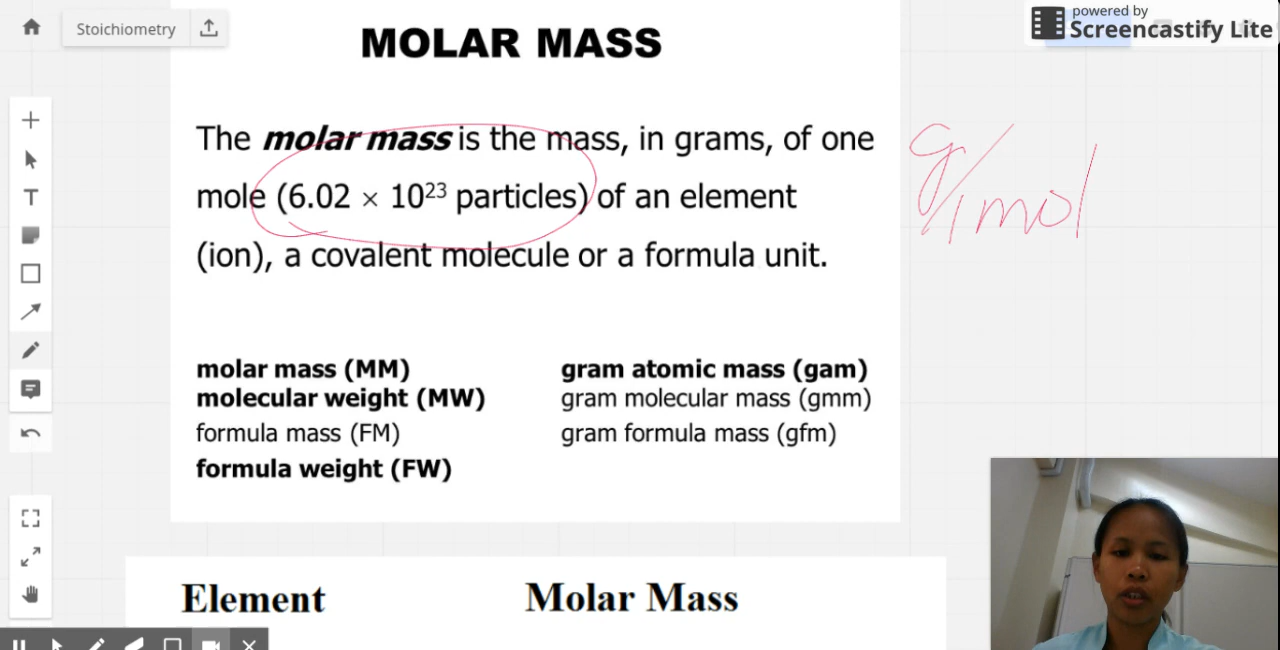 Stoichiometry
powered by
Screencastify Lite
MOLAR MASS
The molar mass is the mass, in grams, of one
mole (6.02 × 10²³ particles) of an element
(ion), a covalent molecule or a formula unit.
g/1 mol
molar mass (MM)
molecular weight (MW)
formula mass (FM)
formula weight (FW)
gram atomic mass (gam)
gram molecular mass (gmm)
gram formula mass (gfm)
Element Molar Mass